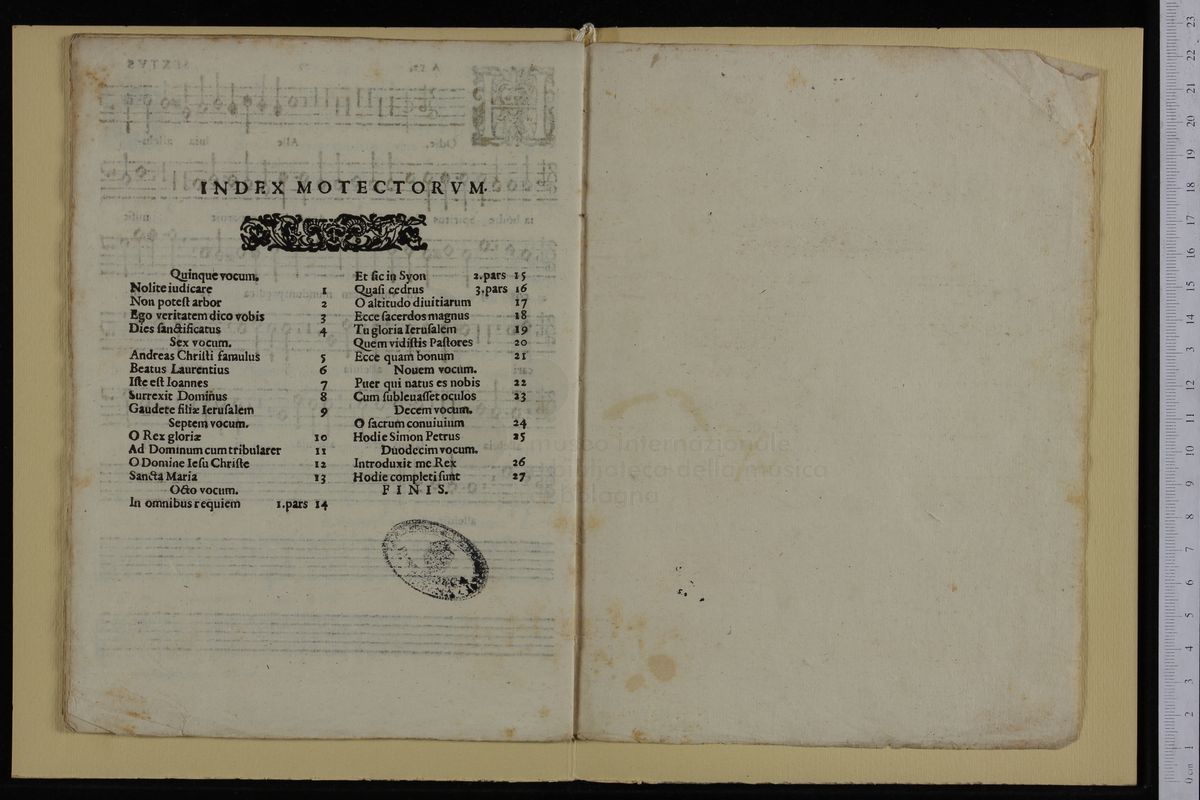 INDEX MOTECTORVM.
Quinque vocum.
Nolite iudicare 1
Non poteſt arbor 2
Ego veritatem dico vobis 3
Dies ſanctificatus 4
Sex vocum.
Andreas Chriſti famulus 5
Beatus Laurentius 6
Iſte eſt Ioannes 7
Surrexit Dominus 8
Gaudete filiæ Ieruſalem 9
Septem vocum.
O Rex gloriæ 10
Ad Dominum cum tribularer 11
O Domine Ieſu Chriſte 12
Sancta Maria 13
Octo vocum.
In omnibus requiem 1.pars 14
Et ſic in Syon 2.pars 15
Quaſi cedrus 3.pars 16
O altitudo diuitiarum 17
Ecce ſacerdos magnus 18
Tu gloria Ieruſalem 19
Quem vidiſtis Paſtores 20
Ecce quam bonum 21
Nouem vocum.
Puer qui natus es nobis 22
Cum ſubleuaſſet oculos 23
Decem vocum.
O ſacrum conuiuium 24
Hodie Simon Petrus 25
Duodecim vocum.
Introduxit me Rex 26
Hodie completi ſunt 27
F I N I S.
museo internazionale
e biblioteca della musica
di bologna